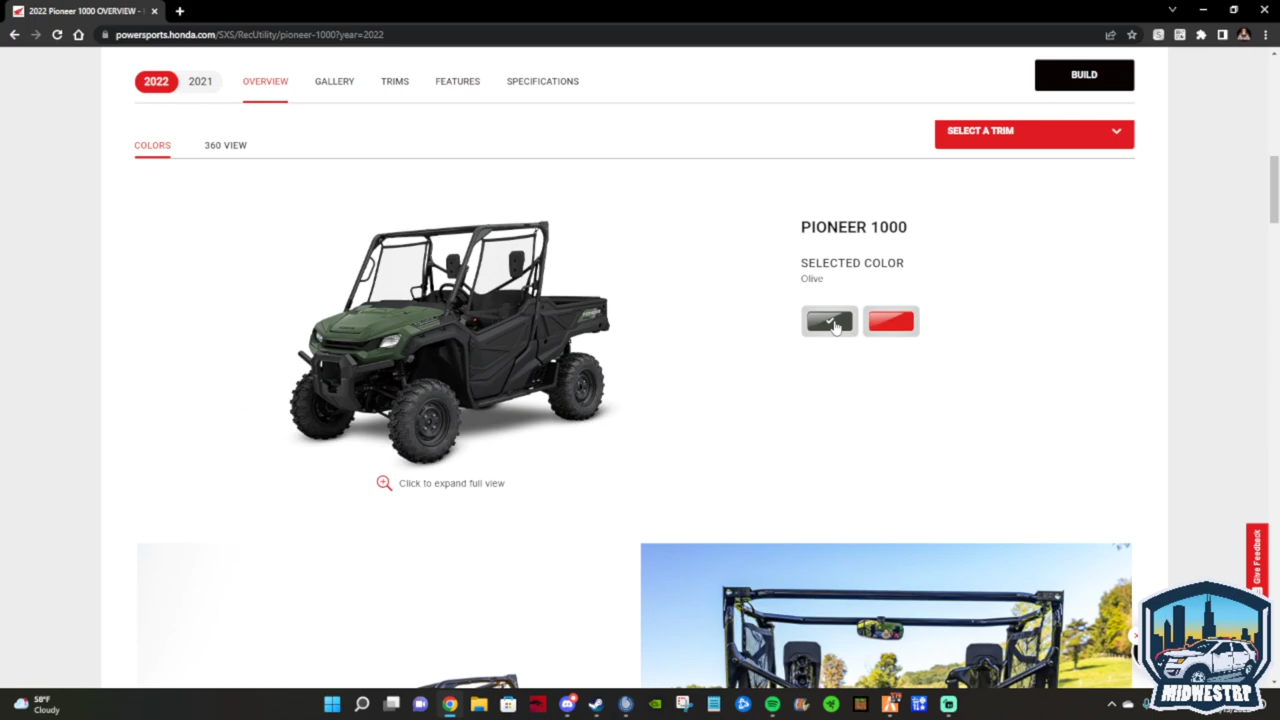 2022 Pioneer 1000 OVERVIEW -
powersports.honda.com/SXS/RecUtility/pioneer-1000?year=2022
2022
2021
OVERVIEW
GALLERY
TRIMS
FEATURES
SPECIFICATIONS
BUILD
COLORS
360 VIEW
SELECT A TRIM
PIONEER 1000
SELECTED COLOR
Olive
Click to expand full view
Give Feedback
MIDWESTRP
58°F
Cloudy